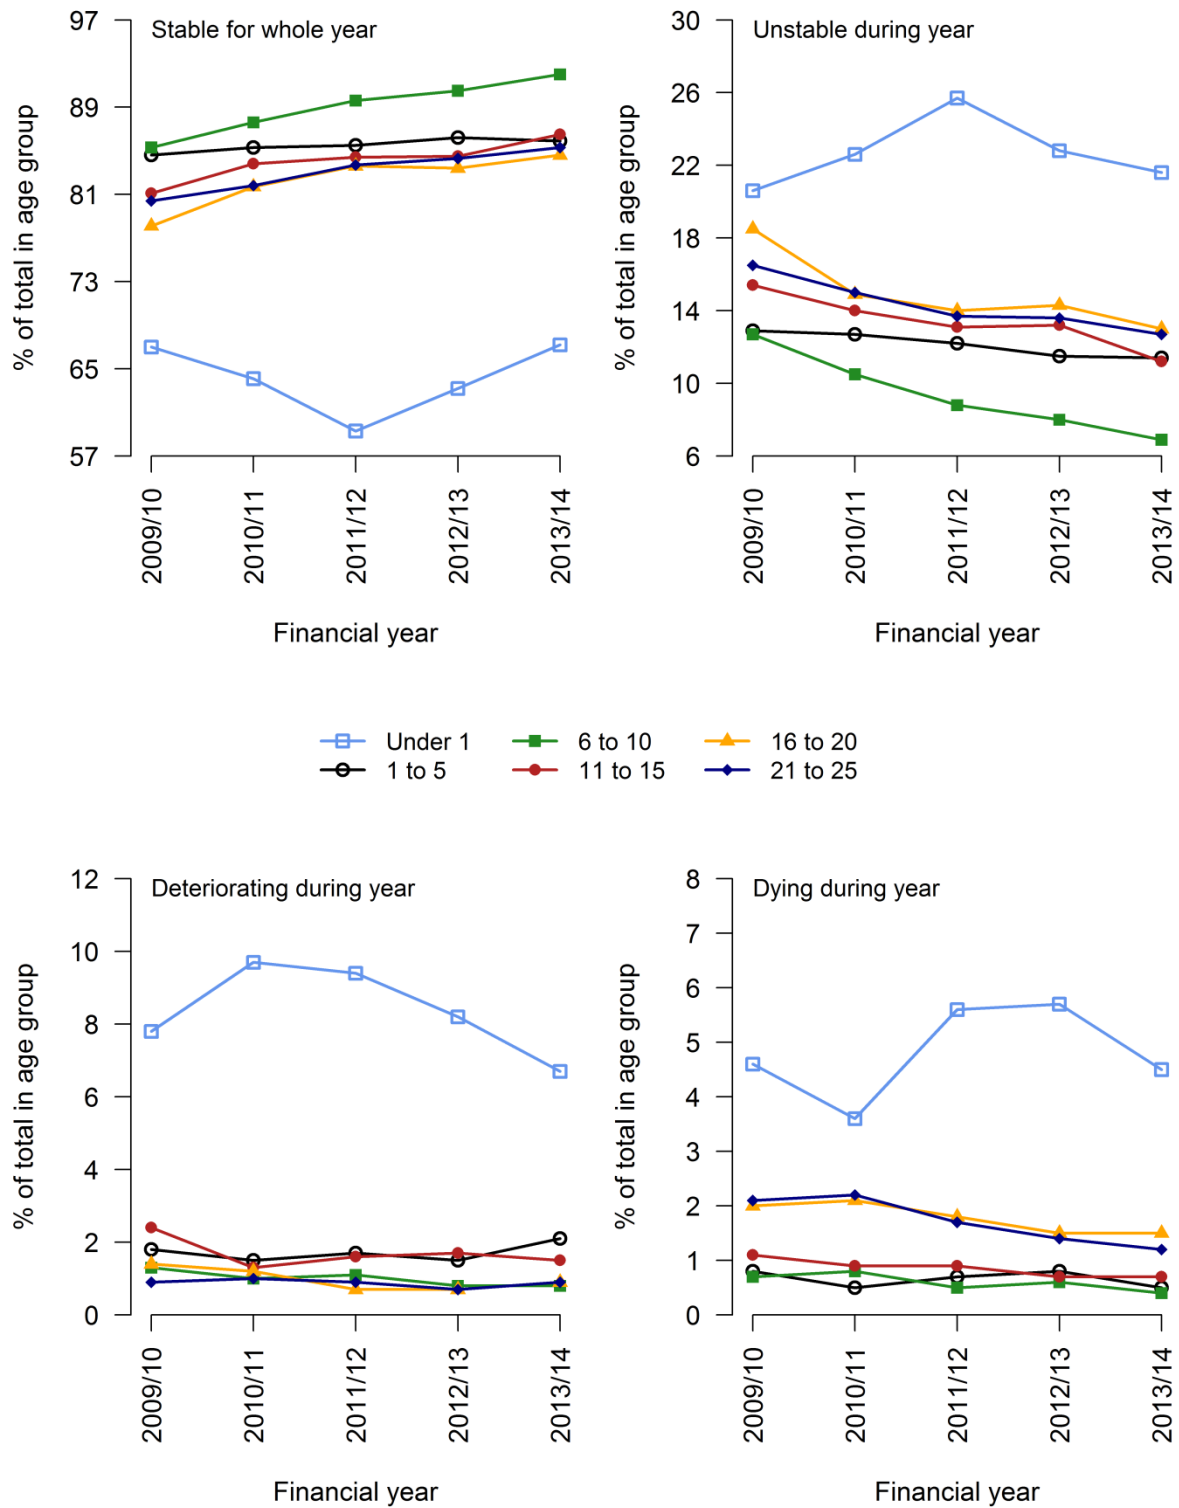 Stable for whole year
% of total in age group
97
89
81
73
65
57
2009/10
2010/11
2011/12
2012/13
2013/14
Financial year
Unstable during year
% of total in age group
30
26
22
18
14
10
6
2009/10
2010/11
2011/12
2012/13
2013/14
Financial year
Under 1
6 to 10
16 to 20
1 to 5
11 to 15
21 to 25
Deteriorating during year
% of total in age group
12
10
8
6
4
2
0
2009/10
2010/11
2011/12
2012/13
2013/14
Financial year
Dying during year
% of total in age group
8
7
6
5
4
3
2
1
0
2009/10
2010/11
2011/12
2012/13
2013/14
Financial year